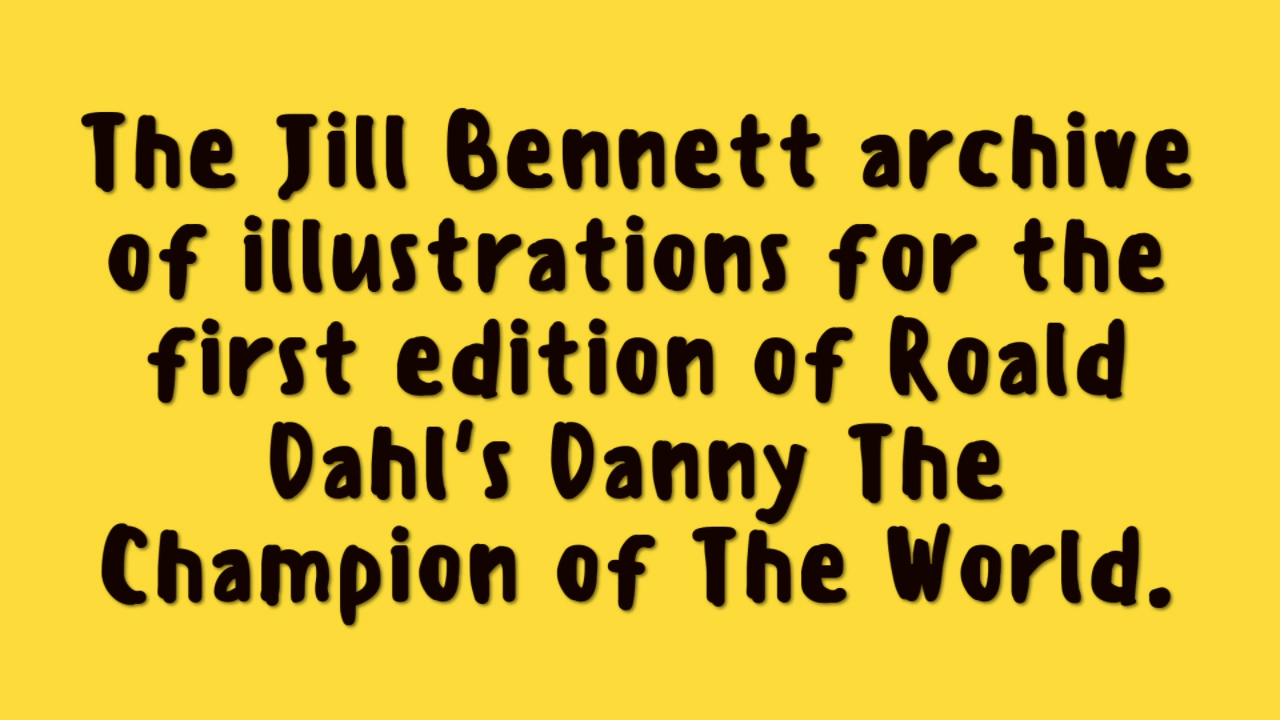 The Jill Bennett archive
of illustrations for the
first edition of Roald
Dahl's Danny The
Champion of The World.